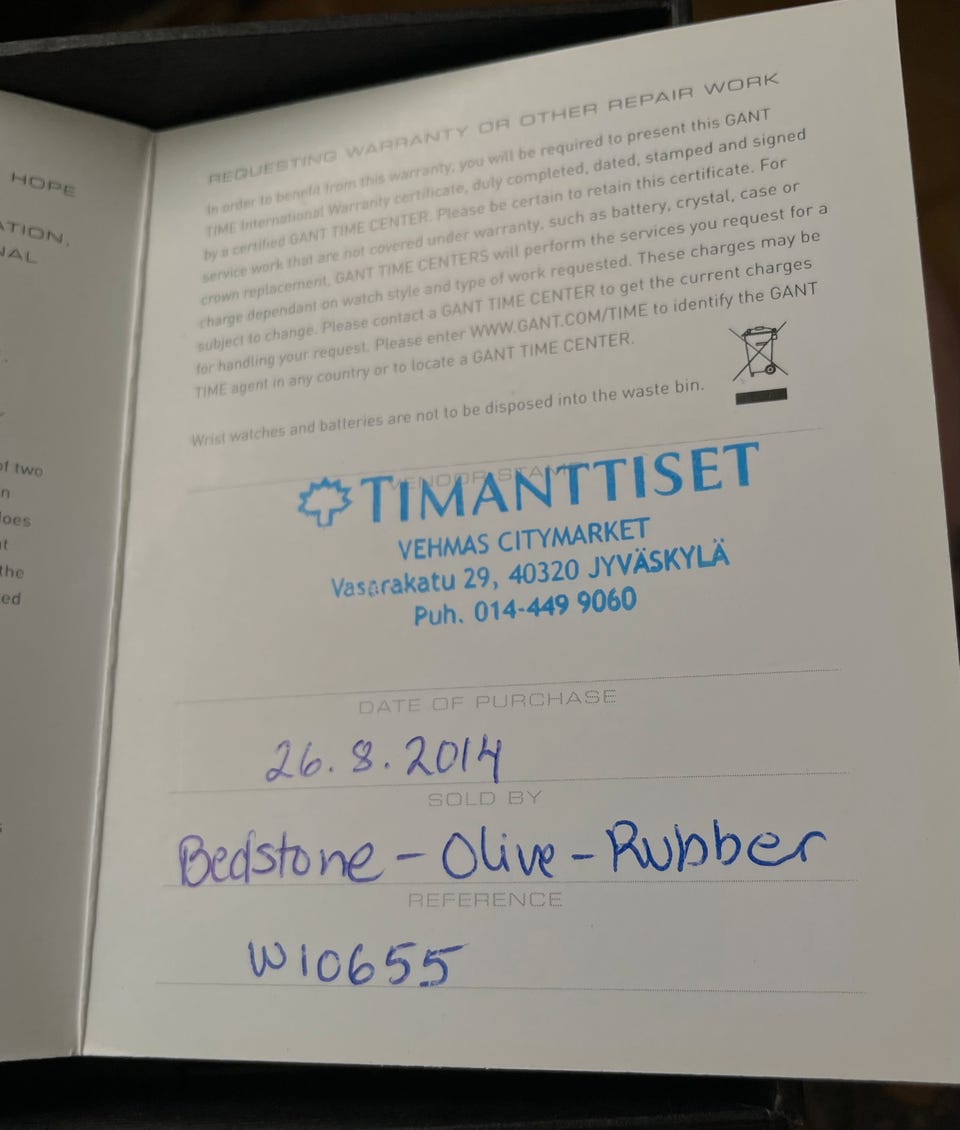 HOPE
ATION,
NAL
of two
n
loes
t
the
ed
REQUESTING WARRANTY OR OTHER REPAIR WORK
In order to benefit from this warranty, you will be required to present this GANT
TIME International Warranty certificate, duly completed, dated, stamped and signed
by a certified GANT TIME CENTER. Please be certain to retain this certificate. For
service work that are not covered under warranty, such as battery, crystal, case or
crown replacement, GANT TIME CENTERS will perform the services you request for a
charge dependant on watch style and type of work requested. These charges may be
subject to change. Please contact a GANT TIME CENTER to get the current charges
for handling your request. Please enter WWW.GANT.COM/TIME to identify the GANT
TIME agent in any country or to locate a GANT TIME CENTER.
Wrist watches and batteries are not to be disposed into the waste bin.
VENDOR STAMP
TIMANTTISET
VEHMAS CITYMARKET
Vasarakatu 29, 40320 JYVÄSKYLÄ
Puh. 014-449 9060
DATE OF PURCHASE
26.8.2014
SOLD BY
Bedstone - Olive - Rubber
REFERENCE
W10655